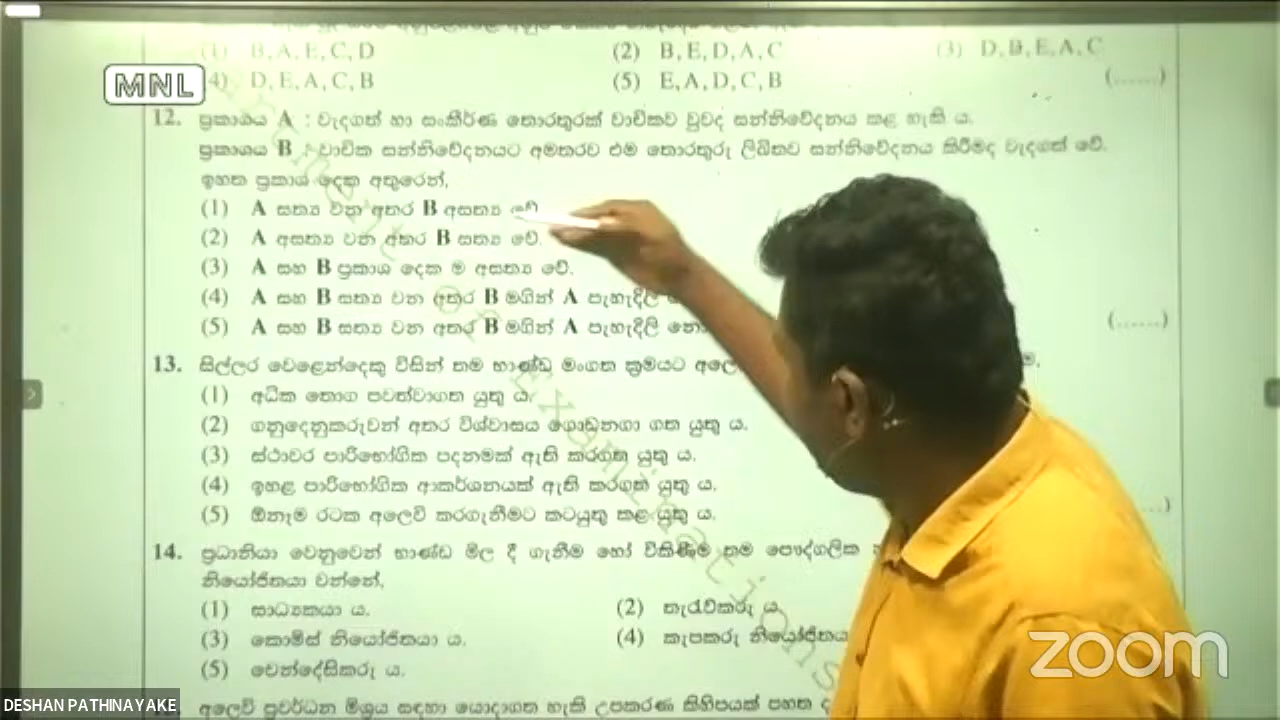 (1) B, A, E, C, D (2) B, E, D, A, C (3) D, B, E, A, C
MNL
4) D, E, A, C, B (5) E, A, D, C, B (......)
12. ප්‍රකාශය A : වැදගත් හා සංකීර්ණ තොරතුරක් වාචිකව වුවද සන්නිවේදනය කළ හැකි ය.
ප්‍රකාශය B : වාචික සන්නිවේදනයට අමතරව එම තොරතුරු ලිඛිතව සන්නිවේදනය කිරීමද වැදගත් වේ.
ඉහත ප්‍රකාශ දෙක අතුරෙන්,
(1) A සත්‍ය වන අතර B අසත්‍ය වේ.
(2) A අසත්‍ය වන අතර B සත්‍ය වේ.
(3) A සහ B ප්‍රකාශ දෙක ම අසත්‍ය වේ.
(4) A සහ B සත්‍ය වන අතර B මගින් A පැහැදිලි
(5) A සහ B සත්‍ය වන අතර B මගින් A පැහැදිලි නො (......)
13. සිල්ලර වෙළෙන්දෙකු විසින් තම භාණ්ඩ මංගත ක්‍රමයට අලෙ
(1) අධික තොග පවත්වාගත යුතු ය.
(2) ගනුදෙනුකරුවන් අතර විශ්වාසය ගොඩනගා ගත යුතු ය.
(3) ස්ථාවර පාරිභෝගික පදනමක් ඇති කරගත යුතු ය.
(4) ඉහළ පාරිභෝගික ආකර්ශනයක් ඇති කරගත යුතු ය.
(5) ඕනෑම රටක අලෙවි කරගැනීමට කටයුතු කළ යුතු ය. ...)
14. ප්‍රධානියා වෙනුවෙන් භාණ්ඩ මිල දී ගැනීම හෝ විකිණීම තම පෞද්ගලික
නියෝජිතයා වන්නේ,
(1) සාධ්‍යකයා ය. (2) තැරැව්කරු ය.
(3) කොමිස් නියෝජිතයා ය. (4) කැපකරු නියෝජිතය
(5) වෙන්දේසිකරු ය.
අලෙවි ප්‍රවර්ධන මිශ්‍රය සඳහා යොදාගත හැකි උපකරණ කිහිපයක් පහත ද
Department of Examinations
zoom
DESHAN PATHINAYAKE